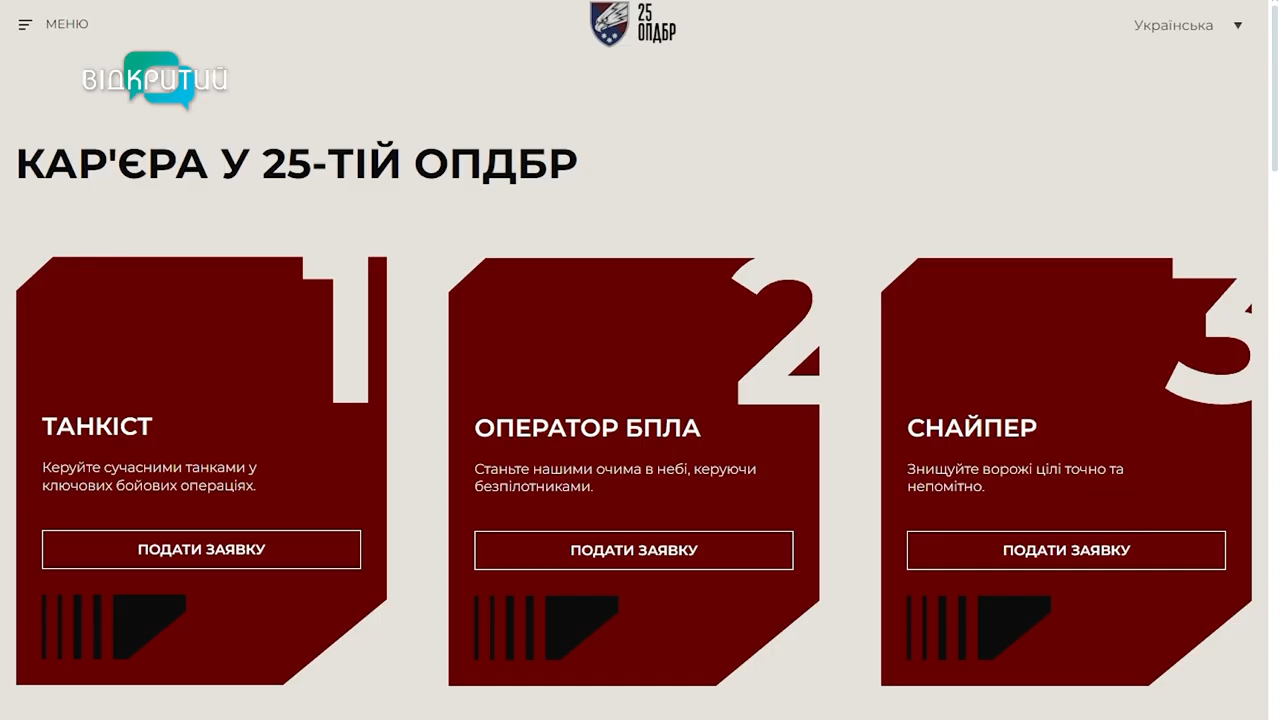 МЕНЮ
25
ОПДБР
Українська
ВІДКРИТИЙ
КАР'ЄРА У 25-ТІЙ ОПДБР
1
ТАНКІСТ
Керуйте сучасними танками у
ключових бойових операціях.
ПОДАТИ ЗАЯВКУ
2
ОПЕРАТОР БПЛА
Станьте нашими очима в небі, керуючи
безпілотниками.
ПОДАТИ ЗАЯВКУ
3
СНАЙПЕР
Знищуйте ворожі цілі точно та
непомітно.
ПОДАТИ ЗАЯВКУ